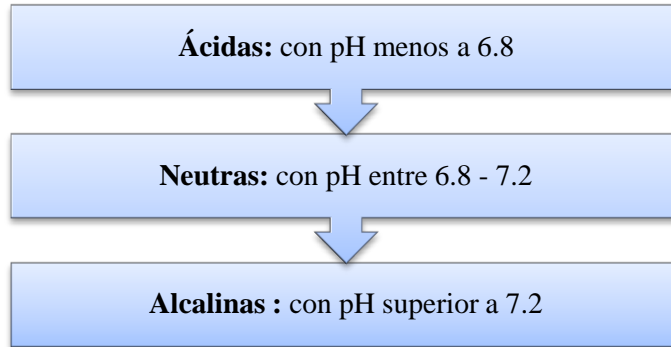 Ácidas: con pH menos a 6.8
Neutras: con pH entre 6.8 - 7.2
Alcalinas : con pH superior a 7.2